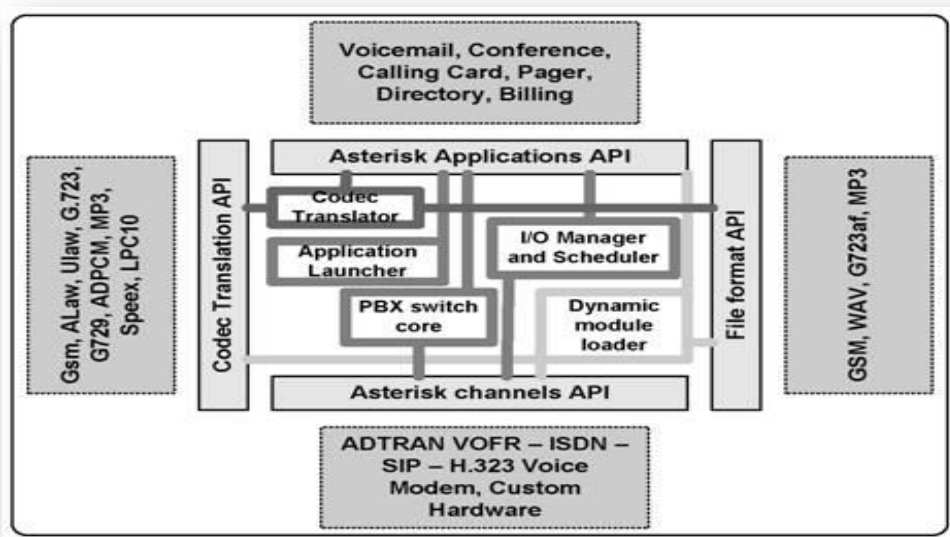 Voicemail, Conference,
Calling Card, Pager,
Directory, Billing
Asterisk Applications API
Gsm, ALaw, Ulaw, G.723,
G729, ADPCM, MP3,
Speex, LPC10
Codec Translation API
Codec
Translator
Application
Launcher
I/O Manager
and Scheduler
PBX switch
core
Dynamic
module
loader
File format API
GSM, WAV, G723af, MP3
Asterisk channels API
ADTRAN VOFR – ISDN –
SIP – H.323 Voice
Modem, Custom
Hardware